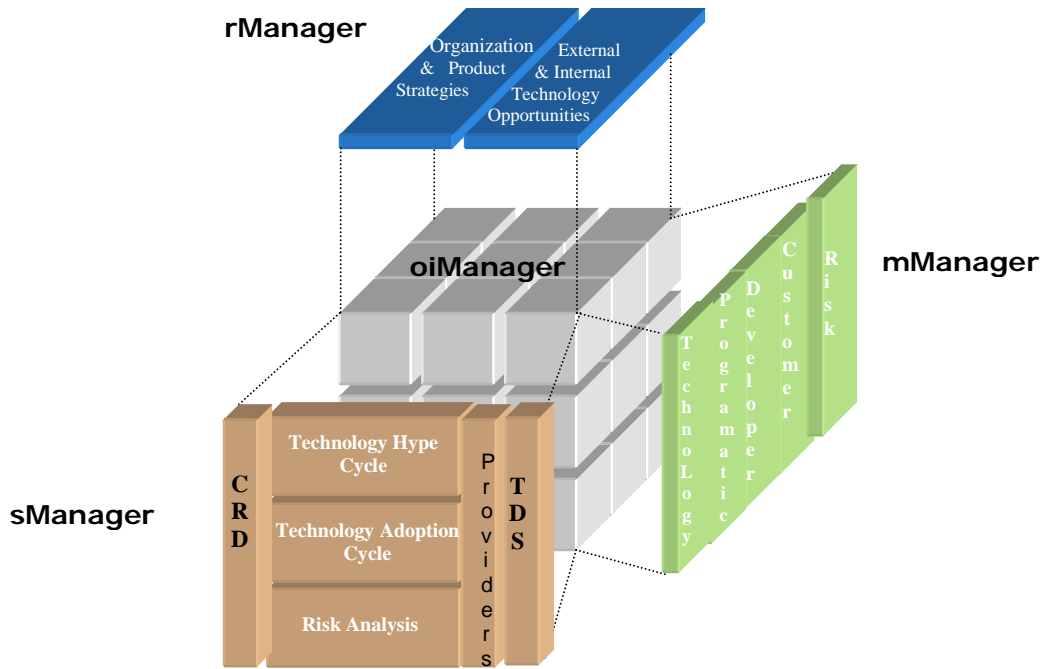 rManager
Organization
& Product
Strategies
External
& Internal
Technology
Opportunities
oiManager
mManager
TechnoLogy
Programatic
Developer
Customer
Risk
sManager
CRD
Technology Hype
Cycle
Technology Adoption
Cycle
Risk Analysis
Providers
TDS